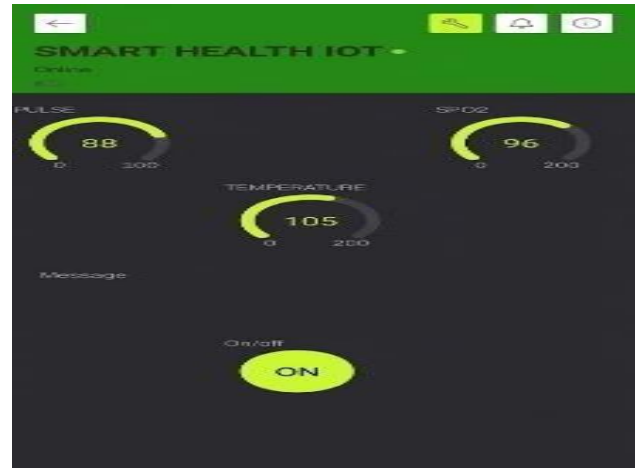 SMART HEALTH IOT
Online
PULSE
88
0 200
SPO2
96
0 200
TEMPERATURE
105
0 200
Message
On/off
ON